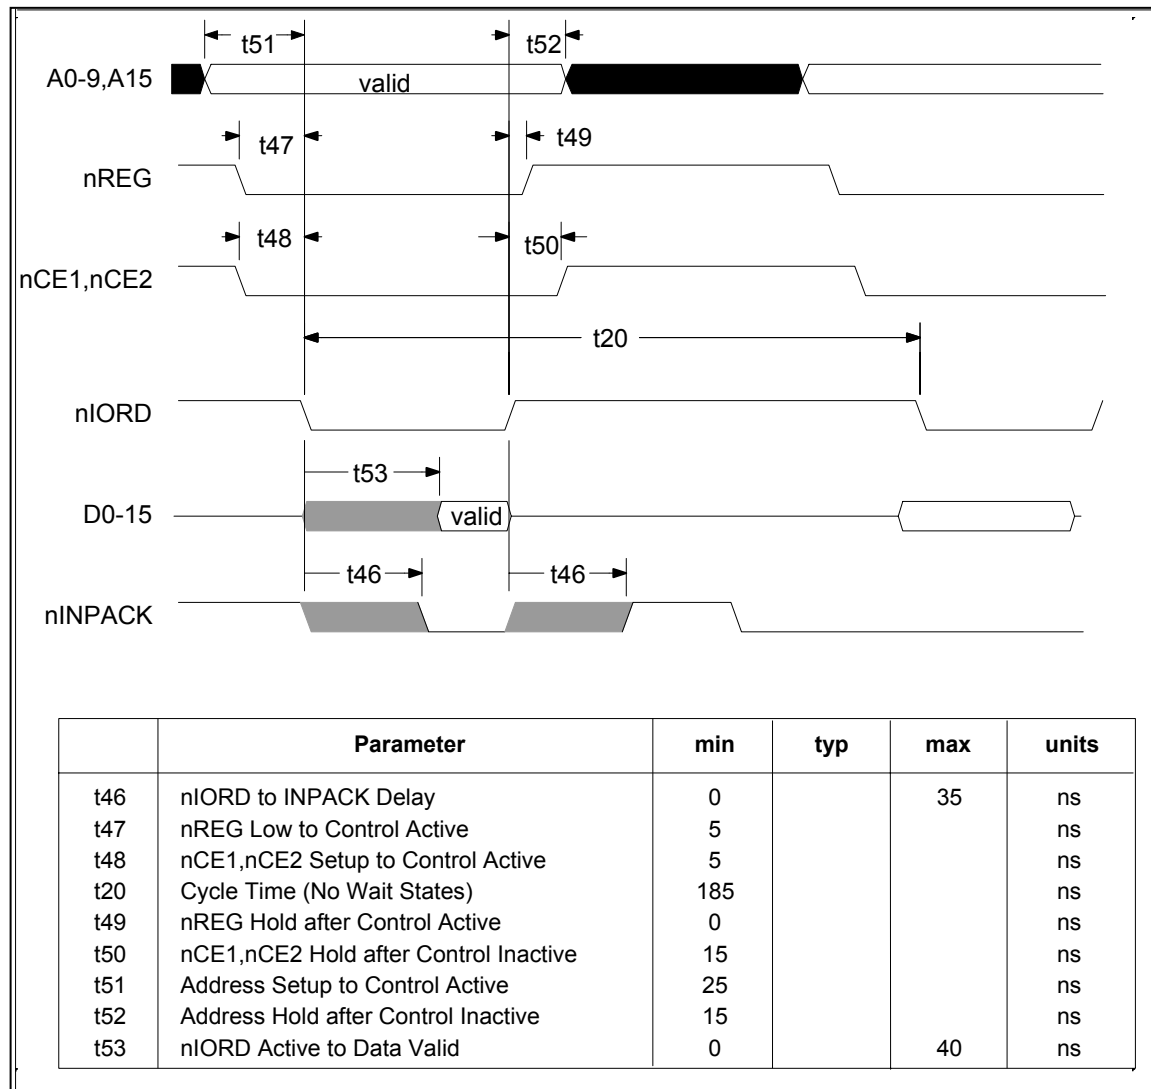 t51
t52
A0-9,A15
valid
t47
t49
nREG
t48
t50
nCE1,nCE2
t20
nIORD
t53
D0-15
valid
t46
t46
nINPACK
Parameter min typ max units
t46 nIORD to INPACK Delay 0 35 ns
t47 nREG Low to Control Active 5 ns
t48 nCE1,nCE2 Setup to Control Active 5 ns
t20 Cycle Time (No Wait States) 185 ns
t49 nREG Hold after Control Active 0 ns
t50 nCE1,nCE2 Hold after Control Inactive 15 ns
t51 Address Setup to Control Active 25 ns
t52 Address Hold after Control Inactive 15 ns
t53 nIORD Active to Data Valid 0 40 ns